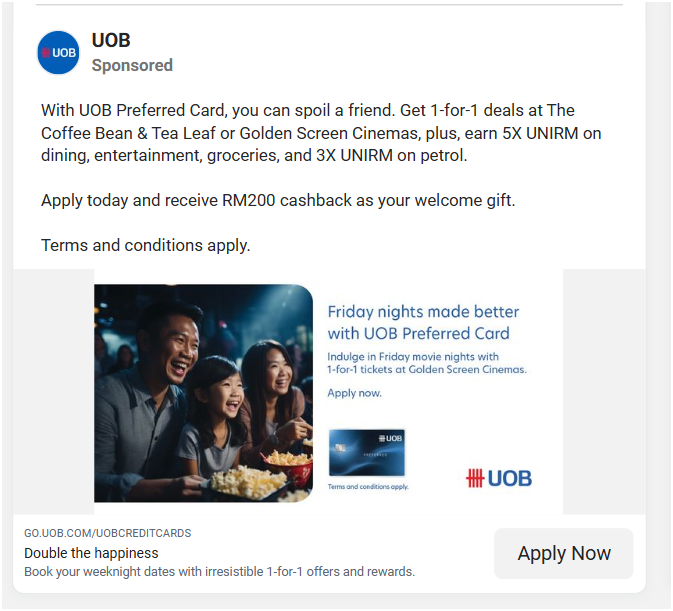 UOB
UOB
Sponsored
With UOB Preferred Card, you can spoil a friend. Get 1-for-1 deals at The
Coffee Bean & Tea Leaf or Golden Screen Cinemas, plus, earn 5X UNIRM on
dining, entertainment, groceries, and 3X UNIRM on petrol.
Apply today and receive RM200 cashback as your welcome gift.
Terms and conditions apply.
Friday nights made better
with UOB Preferred Card
Indulge in Friday movie nights with
1-for-1 tickets at Golden Screen Cinemas.
Apply now.
UOB
PREFERRED
Terms and conditions apply.
UOB
GO.UOB.COM/UOBCREDITCARDS
Double the happiness
Book your weeknight dates with irresistible 1-for-1 offers and rewards.
Apply Now